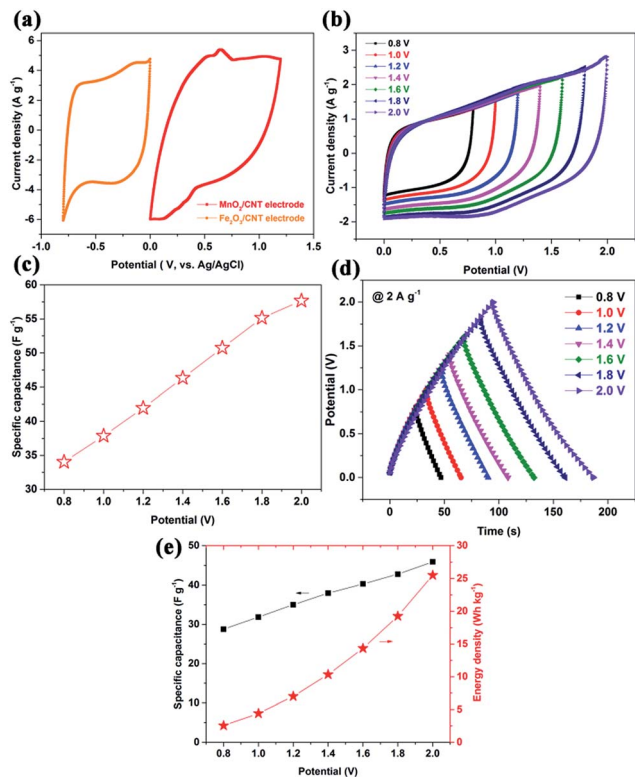 (a)
Current density (A g⁻¹)
6
4
2
0
-2
-4
-6
MnO₂/CNT electrode
Fe₂O₃/CNT electrode
-1.0 -0.5 0.0 0.5 1.0 1.5
Potential ( V, vs. Ag/AgCl)
(b)
Current density (A g⁻¹)
3
2
1
0
-1
-2
0.8 V
1.0 V
1.2 V
1.4 V
1.6 V
1.8 V
2.0 V
0.0 0.5 1.0 1.5 2.0
Potential (V)
(c)
Specific capacitance (F g⁻¹)
60
55
50
45
40
35
30
0.8 1.0 1.2 1.4 1.6 1.8 2.0
Potential (V)
(d)
@ 2 A g⁻¹
Potential (V)
2.0
1.5
1.0
0.5
0.0
0.8 V
1.0 V
1.2 V
1.4 V
1.6 V
1.8 V
2.0 V
0 50 100 150 200
Time (s)
(e)
Specific capacitance (F g⁻¹)
50
40
30
20
10
0
30
25
20
15
10
5
0
Energy density (Wh kg⁻¹)
0.8 1.0 1.2 1.4 1.6 1.8 2.0
Potential (V)